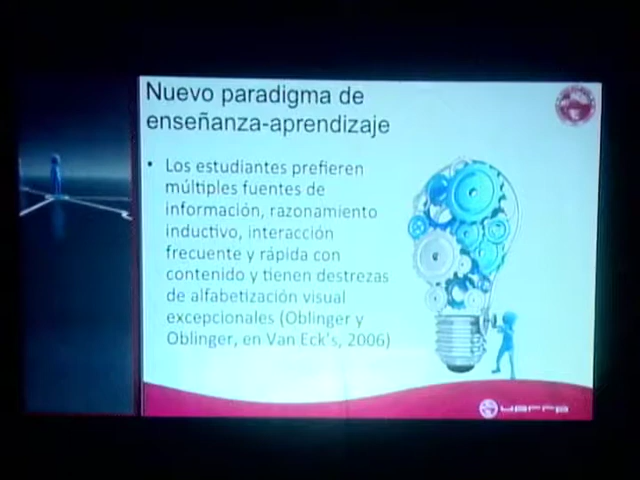 Nuevo paradigma de
enseñanza-aprendizaje
• Los estudiantes prefieren
múltiples fuentes de
información, razonamiento
inductivo, interacción
frecuente y rápida con
contenido y tienen destrezas
de alfabetización visual
excepcionales (Oblinger y
Oblinger, en Van Eck's, 2006)